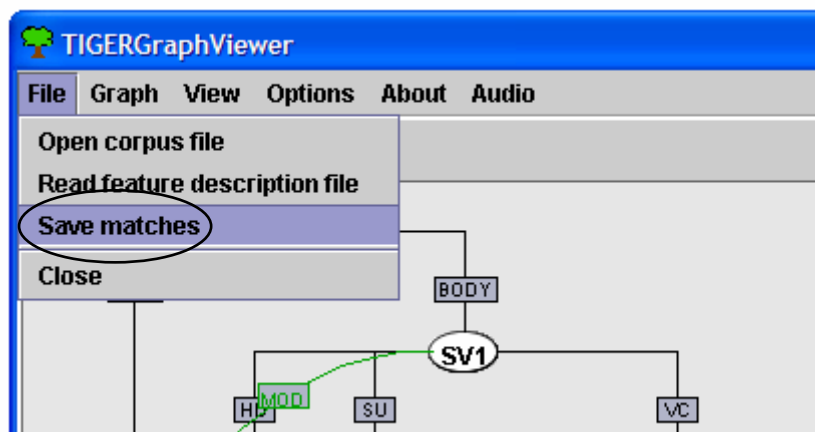 TIGERGraphViewer
File Graph View Options About Audio
Open corpus file
Read feature description file
Save matches
Close
BODY
SV1
MOD
HD SU VC